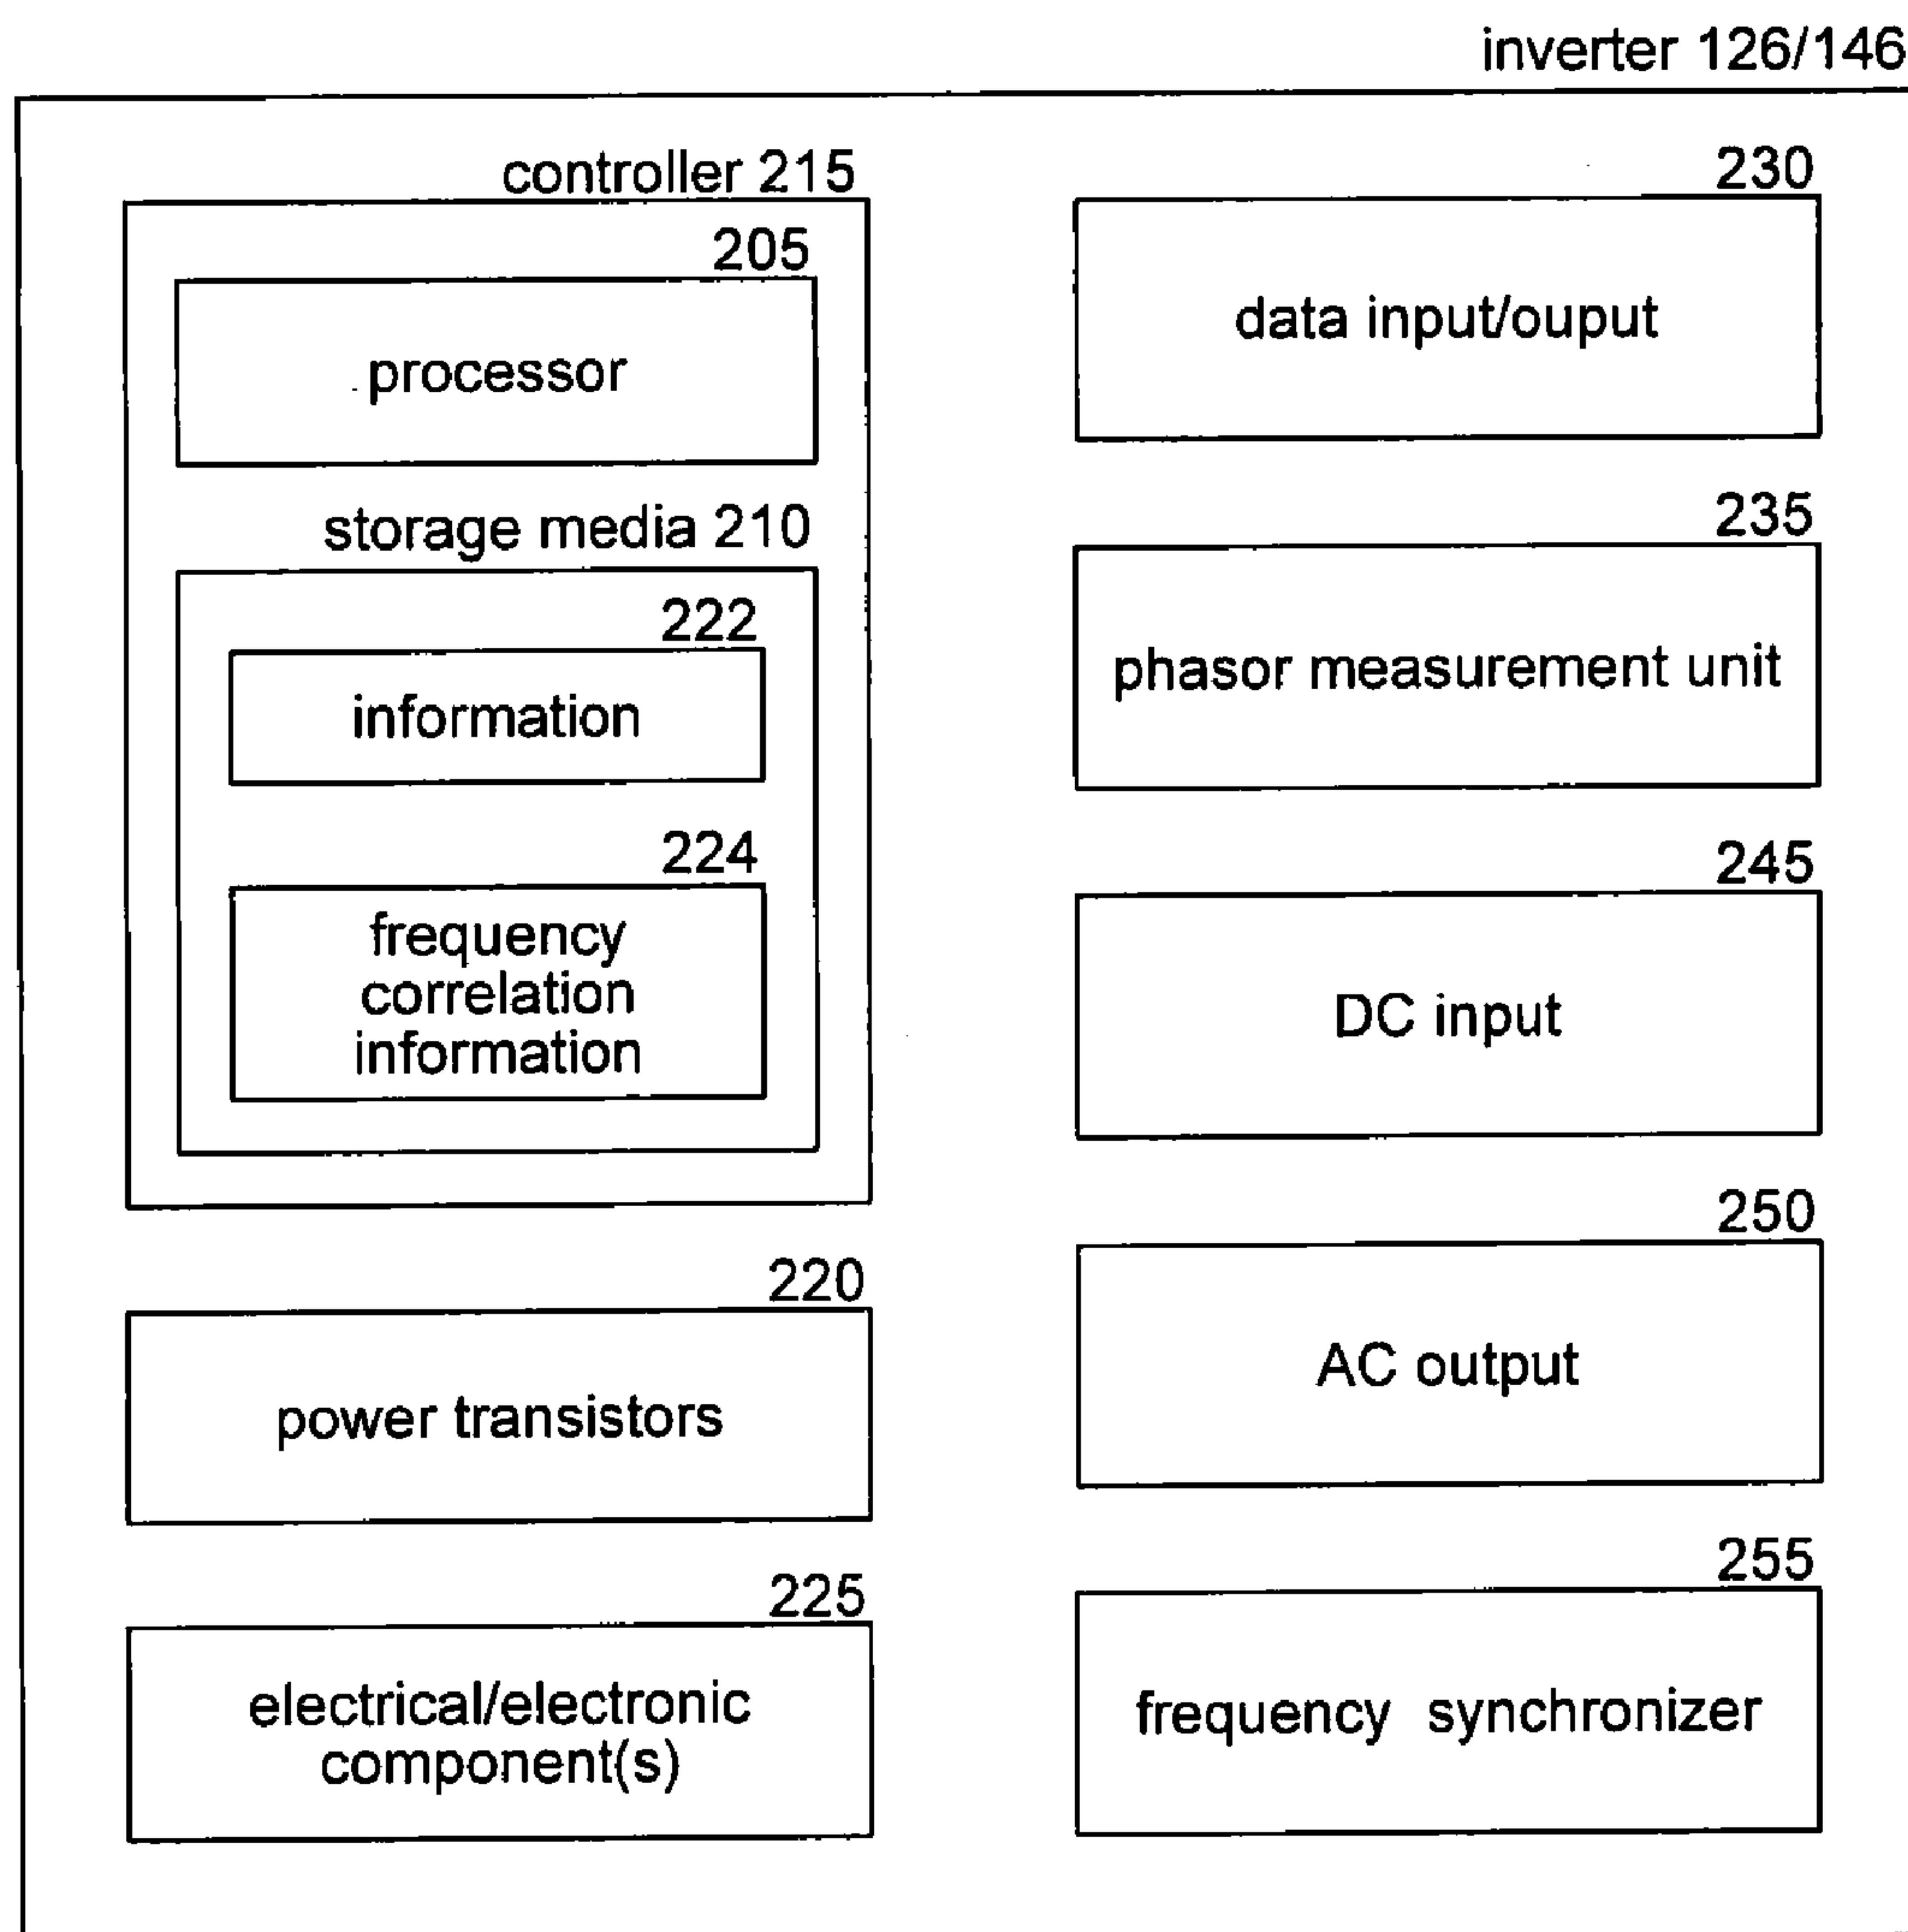 inverter 126/146
controller 215
205
processor
storage media 210
222
information
224
frequency
correlation
information
220
power transistors
225
electrical/electronic
component(s)
230
data input/ouput
235
phasor measurement unit
245
DC input
250
AC output
255
frequency synchronizer